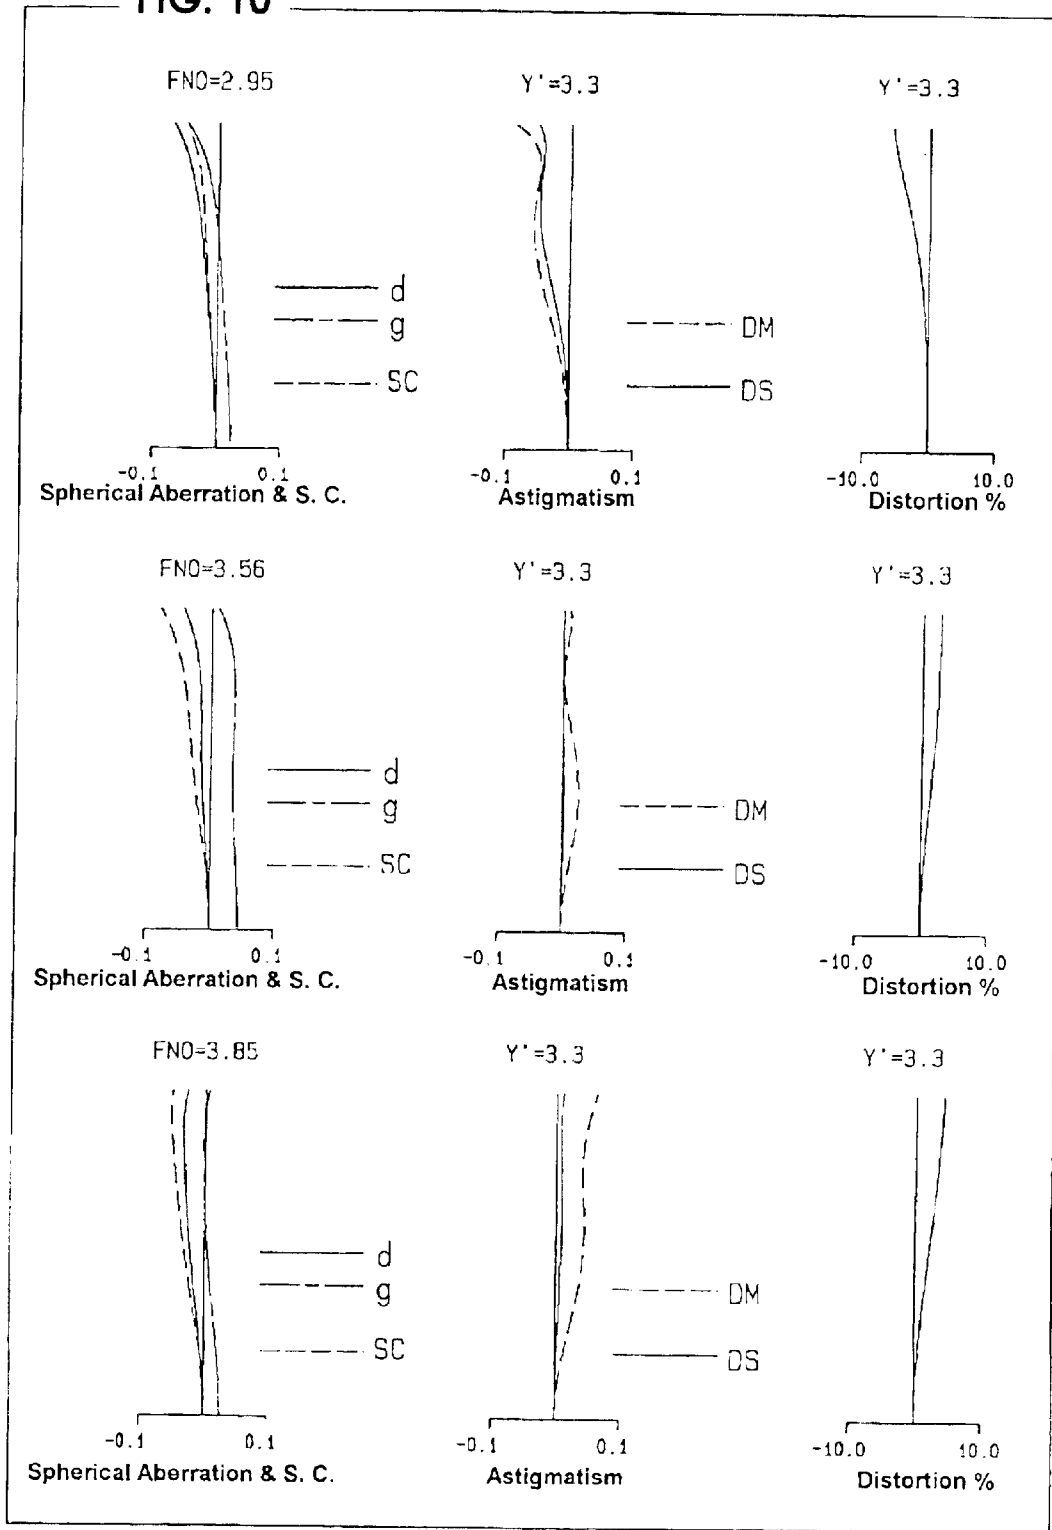 FIG. 10
FNO=2.95 Y'=3.3 Y'=3.3
d
g
SC
DM
DS
-0.1 0.1 -0.1 0.1 -10.0 10.0
Spherical Aberration & S. C. Astigmatism Distortion %
FNO=3.56 Y'=3.3 Y'=3.3
d
g
SC
DM
DS
-0.1 0.1 -0.1 0.1 -10.0 10.0
Spherical Aberration & S. C. Astigmatism Distortion %
FNO=3.85 Y'=3.3 Y'=3.3
d
g
SC
DM
DS
-0.1 0.1 -0.1 0.1 -10.0 10.0
Spherical Aberration & S. C. Astigmatism Distortion %